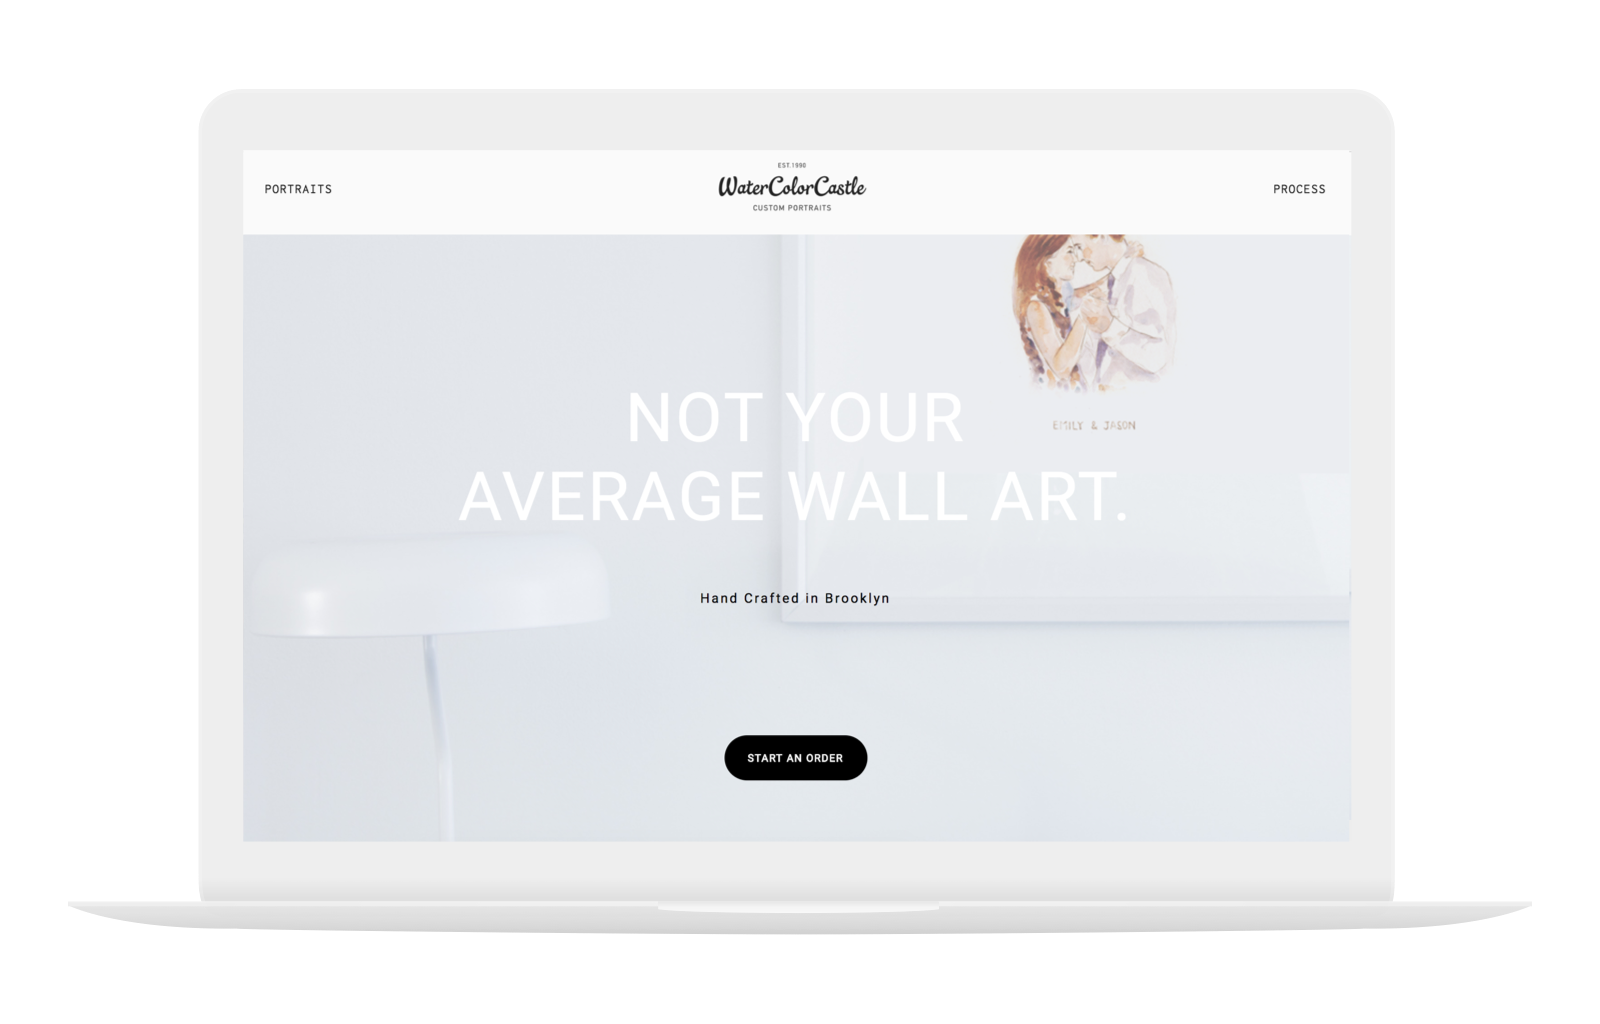 PORTRAITS
EST.1990
WaterColorCastle
CUSTOM PORTRAITS
PROCESS
EMILY & JASON
NOT YOUR
AVERAGE WALL ART.
Hand Crafted in Brooklyn
START AN ORDER